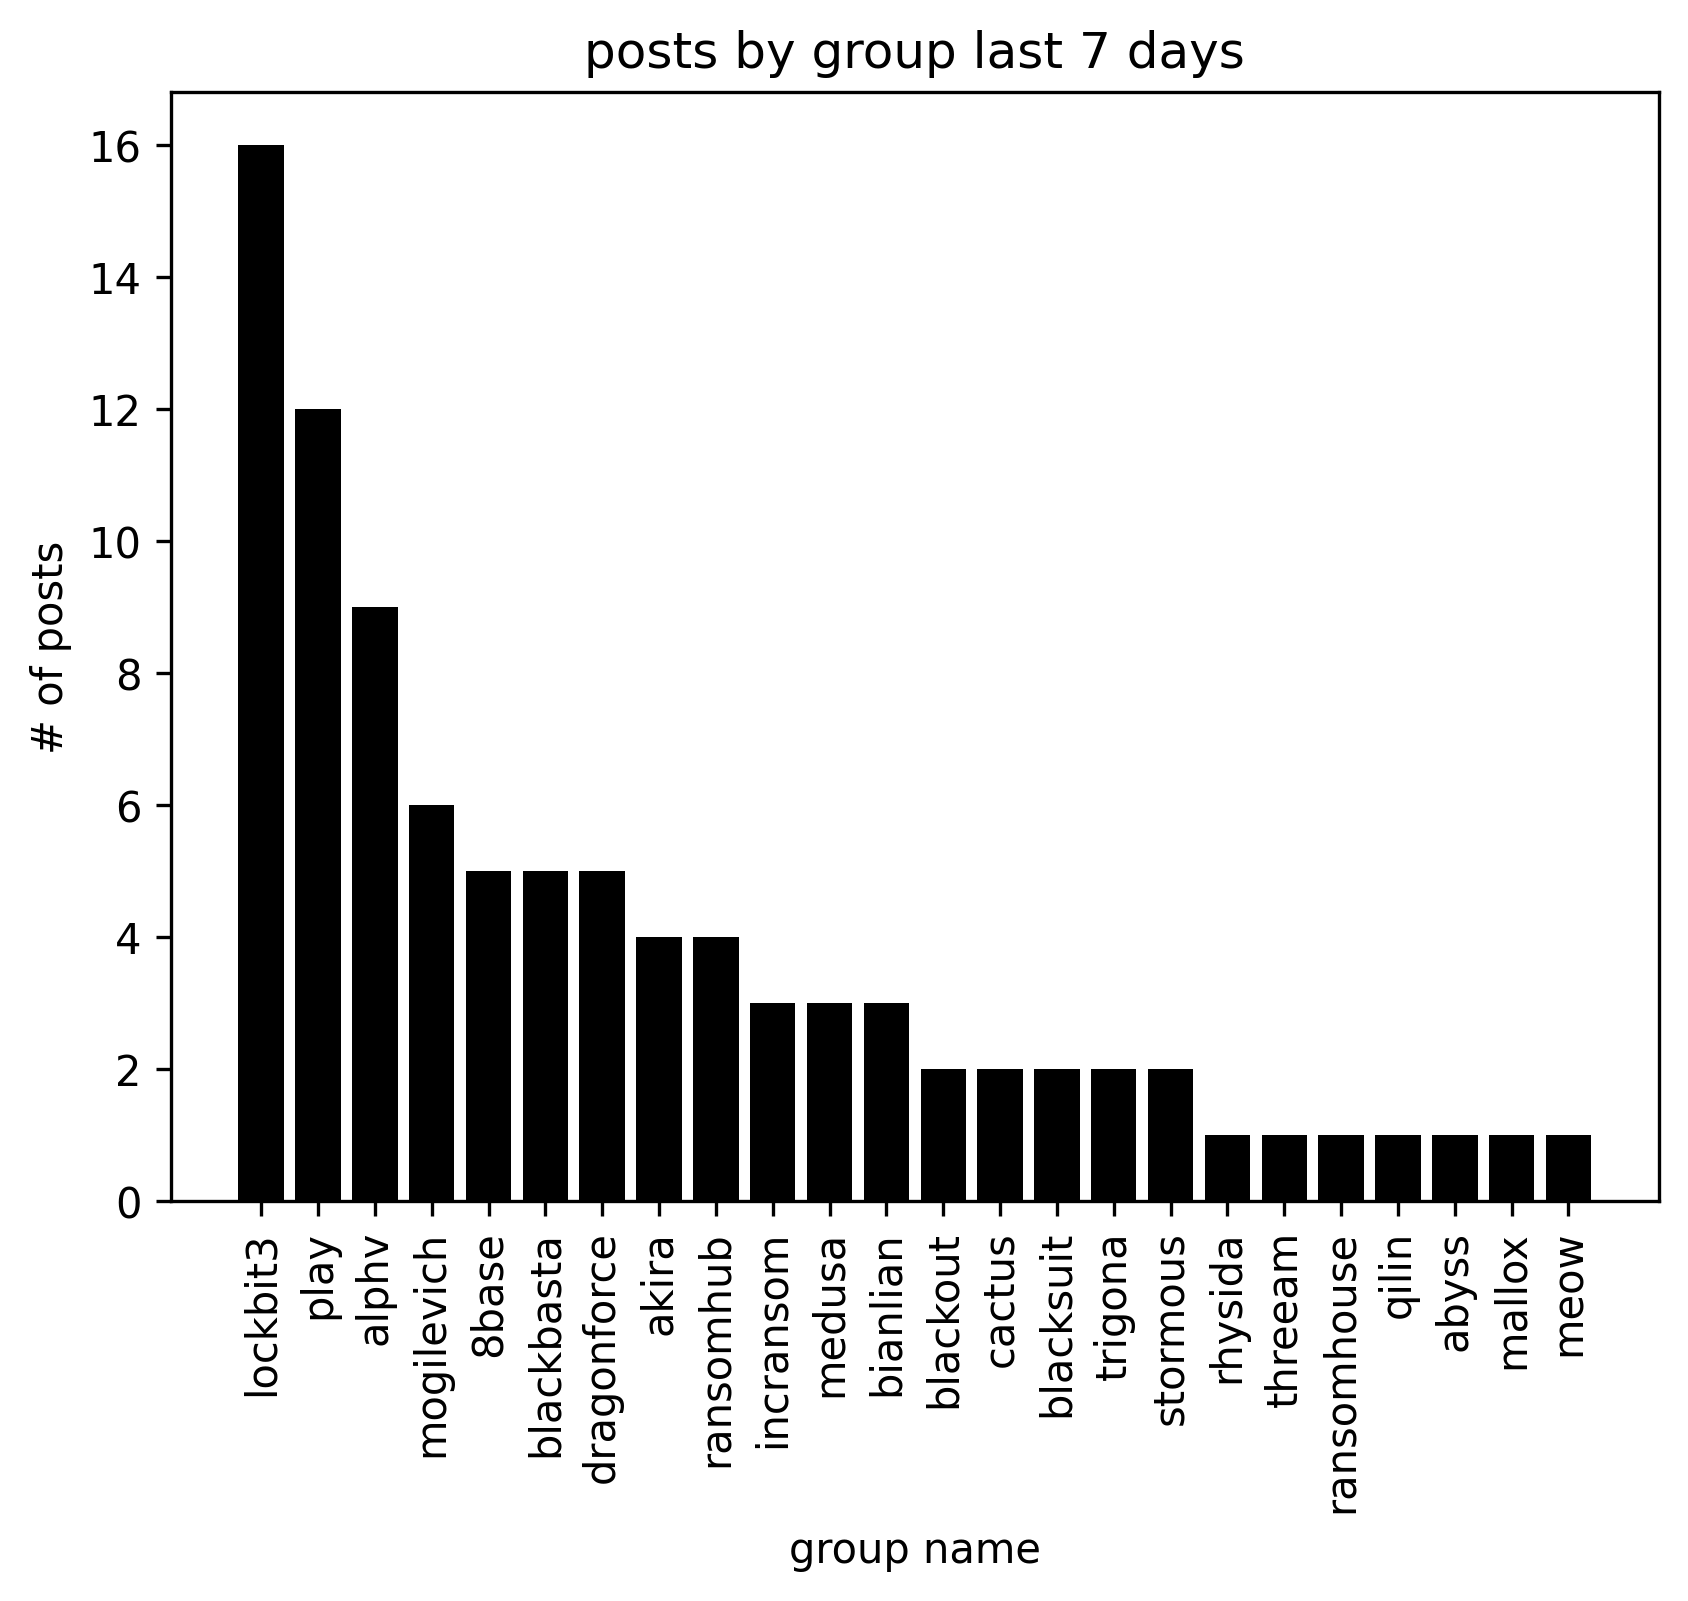 posts by group last 7 days
16
14
12
10
8
6
4
2
0
# of posts
lockbit3
play
alphv
mogilevich
8base
blackbasta
dragonforce
akira
ransomhub
incransom
medusa
bianlian
blackout
cactus
blacksuit
trigona
stormous
rhysida
threeam
ransomhouse
qilin
abyss
mallox
meow
group name